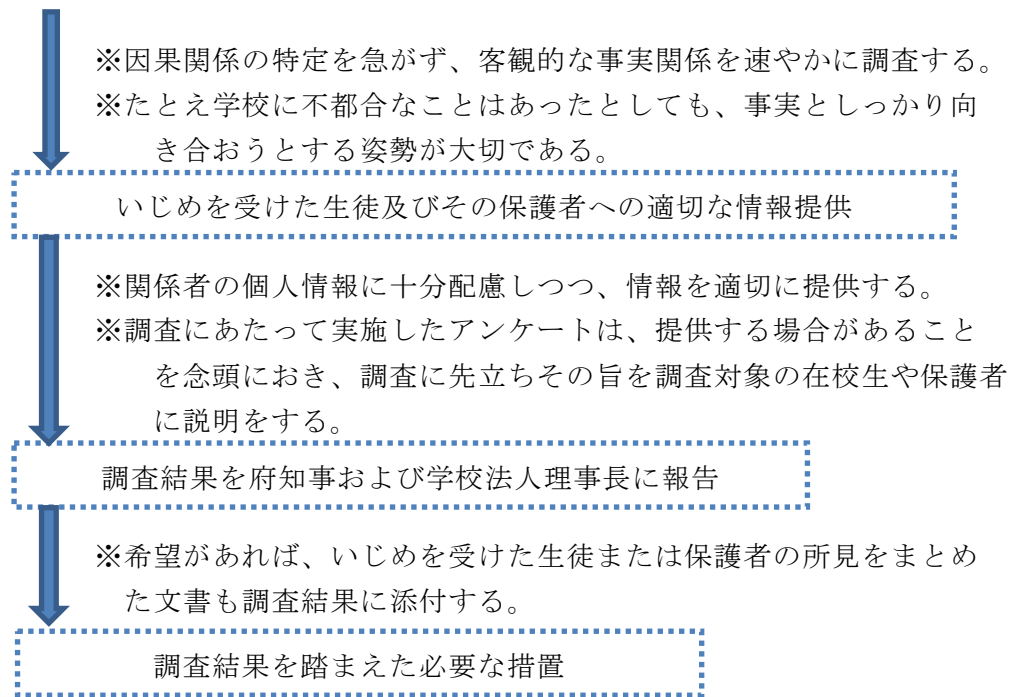 ※因果関係の特定を急がず、客観的な事実関係を速やかに調査する。
※たとえ学校に不都合なことはあったとしても、事実としっかり向
き合おうとする姿勢が大切である。
いじめを受けた生徒及びその保護者への適切な情報提供
※関係者の個人情報に十分配慮しつつ、情報を適切に提供する。
※調査にあたって実施したアンケートは、提供する場合があること
を念頭におき、調査に先立ちその旨を調査対象の在校生や保護者
に説明をする。
調査結果を府知事および学校法人理事長に報告
※希望があれば、いじめを受けた生徒または保護者の所見をまとめ
た文書も調査結果に添付する。
調査結果を踏まえた必要な措置